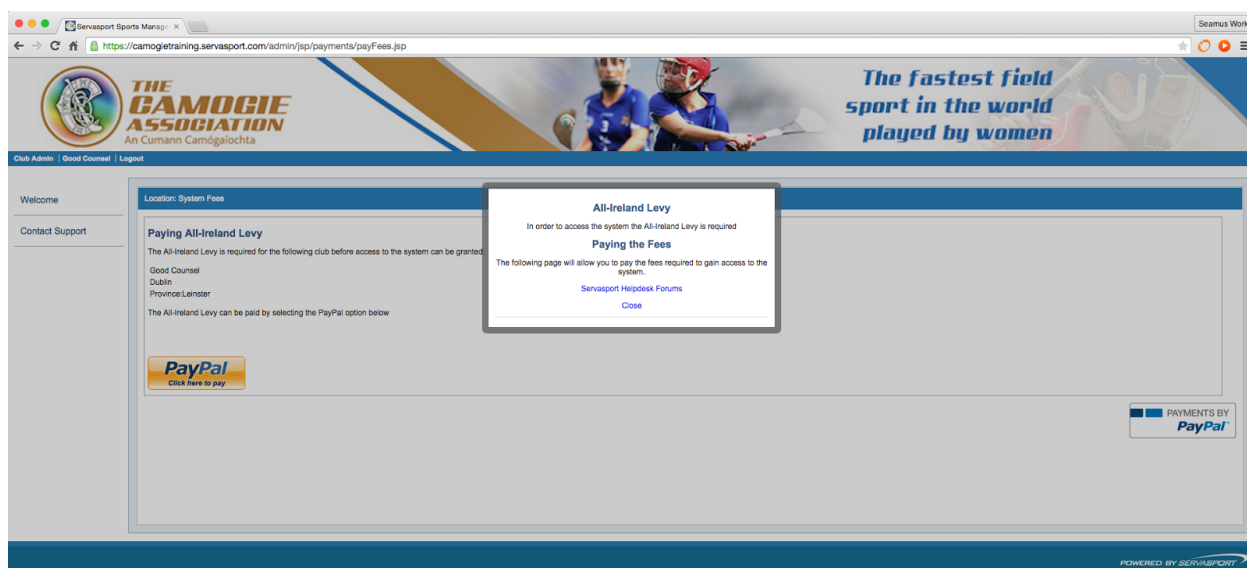 Servasport Sports Manage
Seamus Work
https://camogietraining.servasport.com/admin/jsp/payments/payFees.jsp
THE
CAMOGIE
ASSOCIATION
An Cumann Camógaíochta
The fastest field
sport in the world
played by women
Club Admin | Good Counsel | Logout
Welcome
Contact Support
Location: System Fees
Paying All-Ireland Levy
The All-Ireland Levy is required for the following club before access to the system can be granted:
Good Counsel
Dublin
Province:Leinster
The All-Ireland Levy can be paid by selecting the PayPal option below
PayPal
Click here to pay
All-Ireland Levy
In order to access the system the All-Ireland Levy is required
Paying the Fees
The following page will allow you to pay the fees required to gain access to the
system.
Servasport Helpdesk Forums
Close
PAYMENTS BY
PayPal™
POWERED BY SERVASPORT